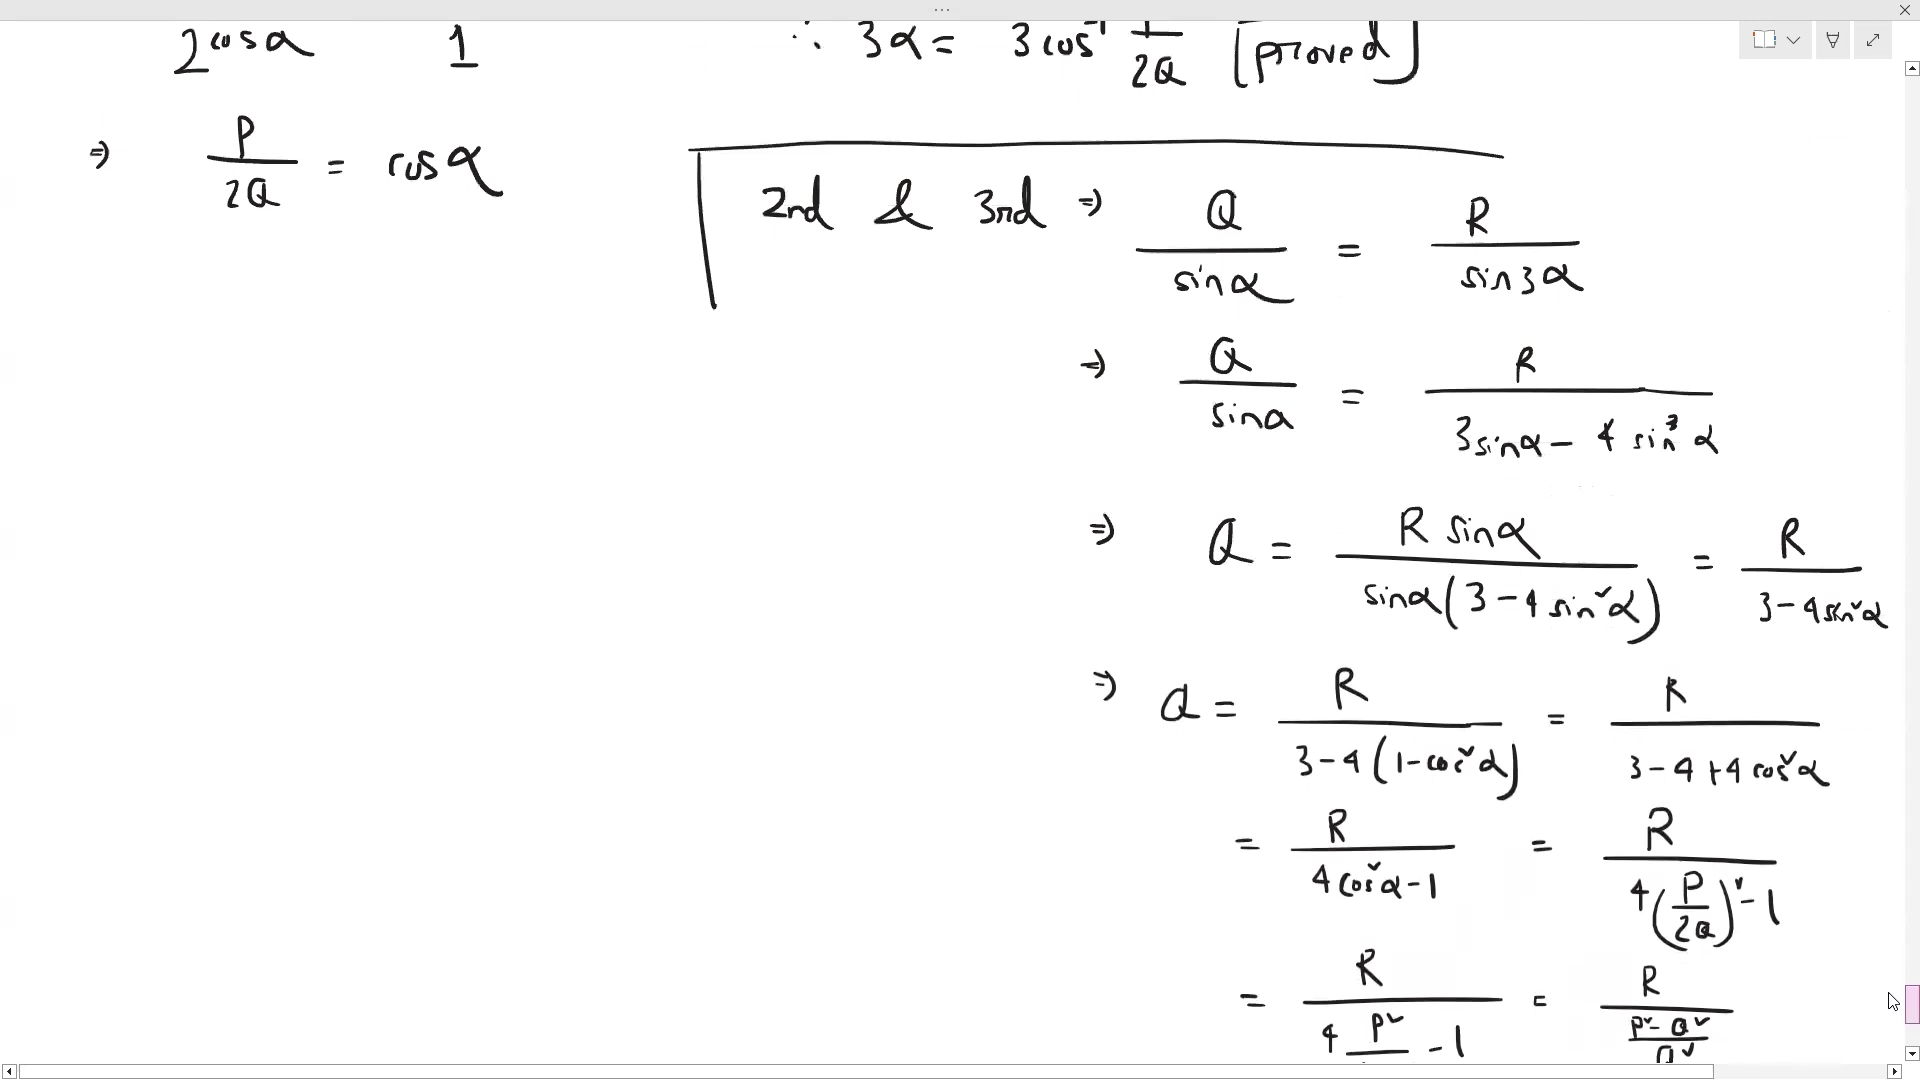 2cosα 1
∴ 3α = 3 cos⁻¹ 1/2Q [proved]
⇒ P/2Q = cosα
2nd & 3rd ⇒ Q/sinα = R/sin3α
⇒ Q/sinα = R/(3sinα − 4sin³α)
⇒ Q = R sinα/(sinα(3−4sin²α)) = R/(3−4sin²α)
⇒ Q = R/(3−4(1−cos²α)) = R/(3−4+4cos²α)
= R/(4cos²α−1) = R/(4(P/2Q)²−1)
= R/(4 P²/ −1) = R/((P²−Q²)/Q²)